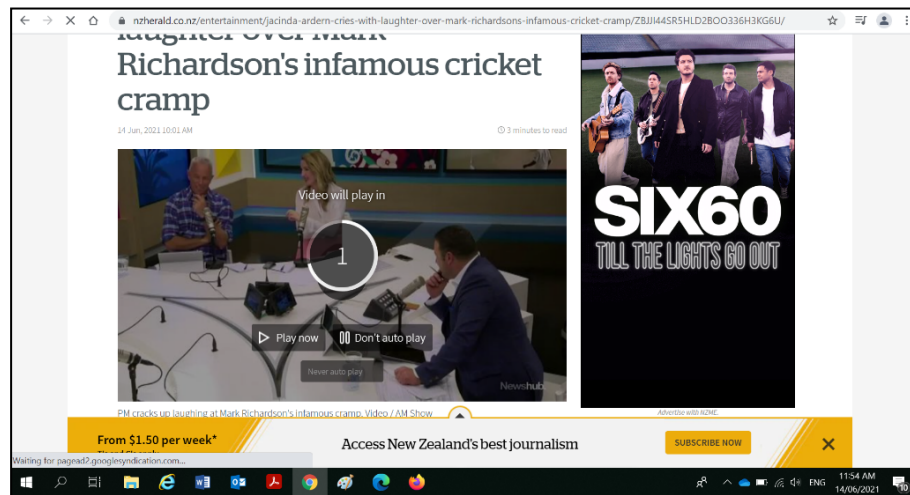 nzherald.co.nz/entertainment/jacinda-ardern-cries-with-laughter-over-mark-richardsons-infamous-cricket-cramp/ZBJJI44SR5HLD2BOO336H3KG6U/
laughter over Mark
Richardson's infamous cricket
cramp
14 Jun, 2021 10:01 AM
3 minutes to read
Video will play in
1
Play now
Don't auto play
Never auto play
Newshub
PM cracks up laughing at Mark Richardson's infamous cramp. Video / AM Show
SIX60
TILL THE LIGHTS GO OUT
Advertise with NZME.
From $1.50 per week*
Access New Zealand's best journalism
SUBSCRIBE NOW
Waiting for pagead2.googlesyndication.com...
ENG
11:54 AM
14/06/2021
10